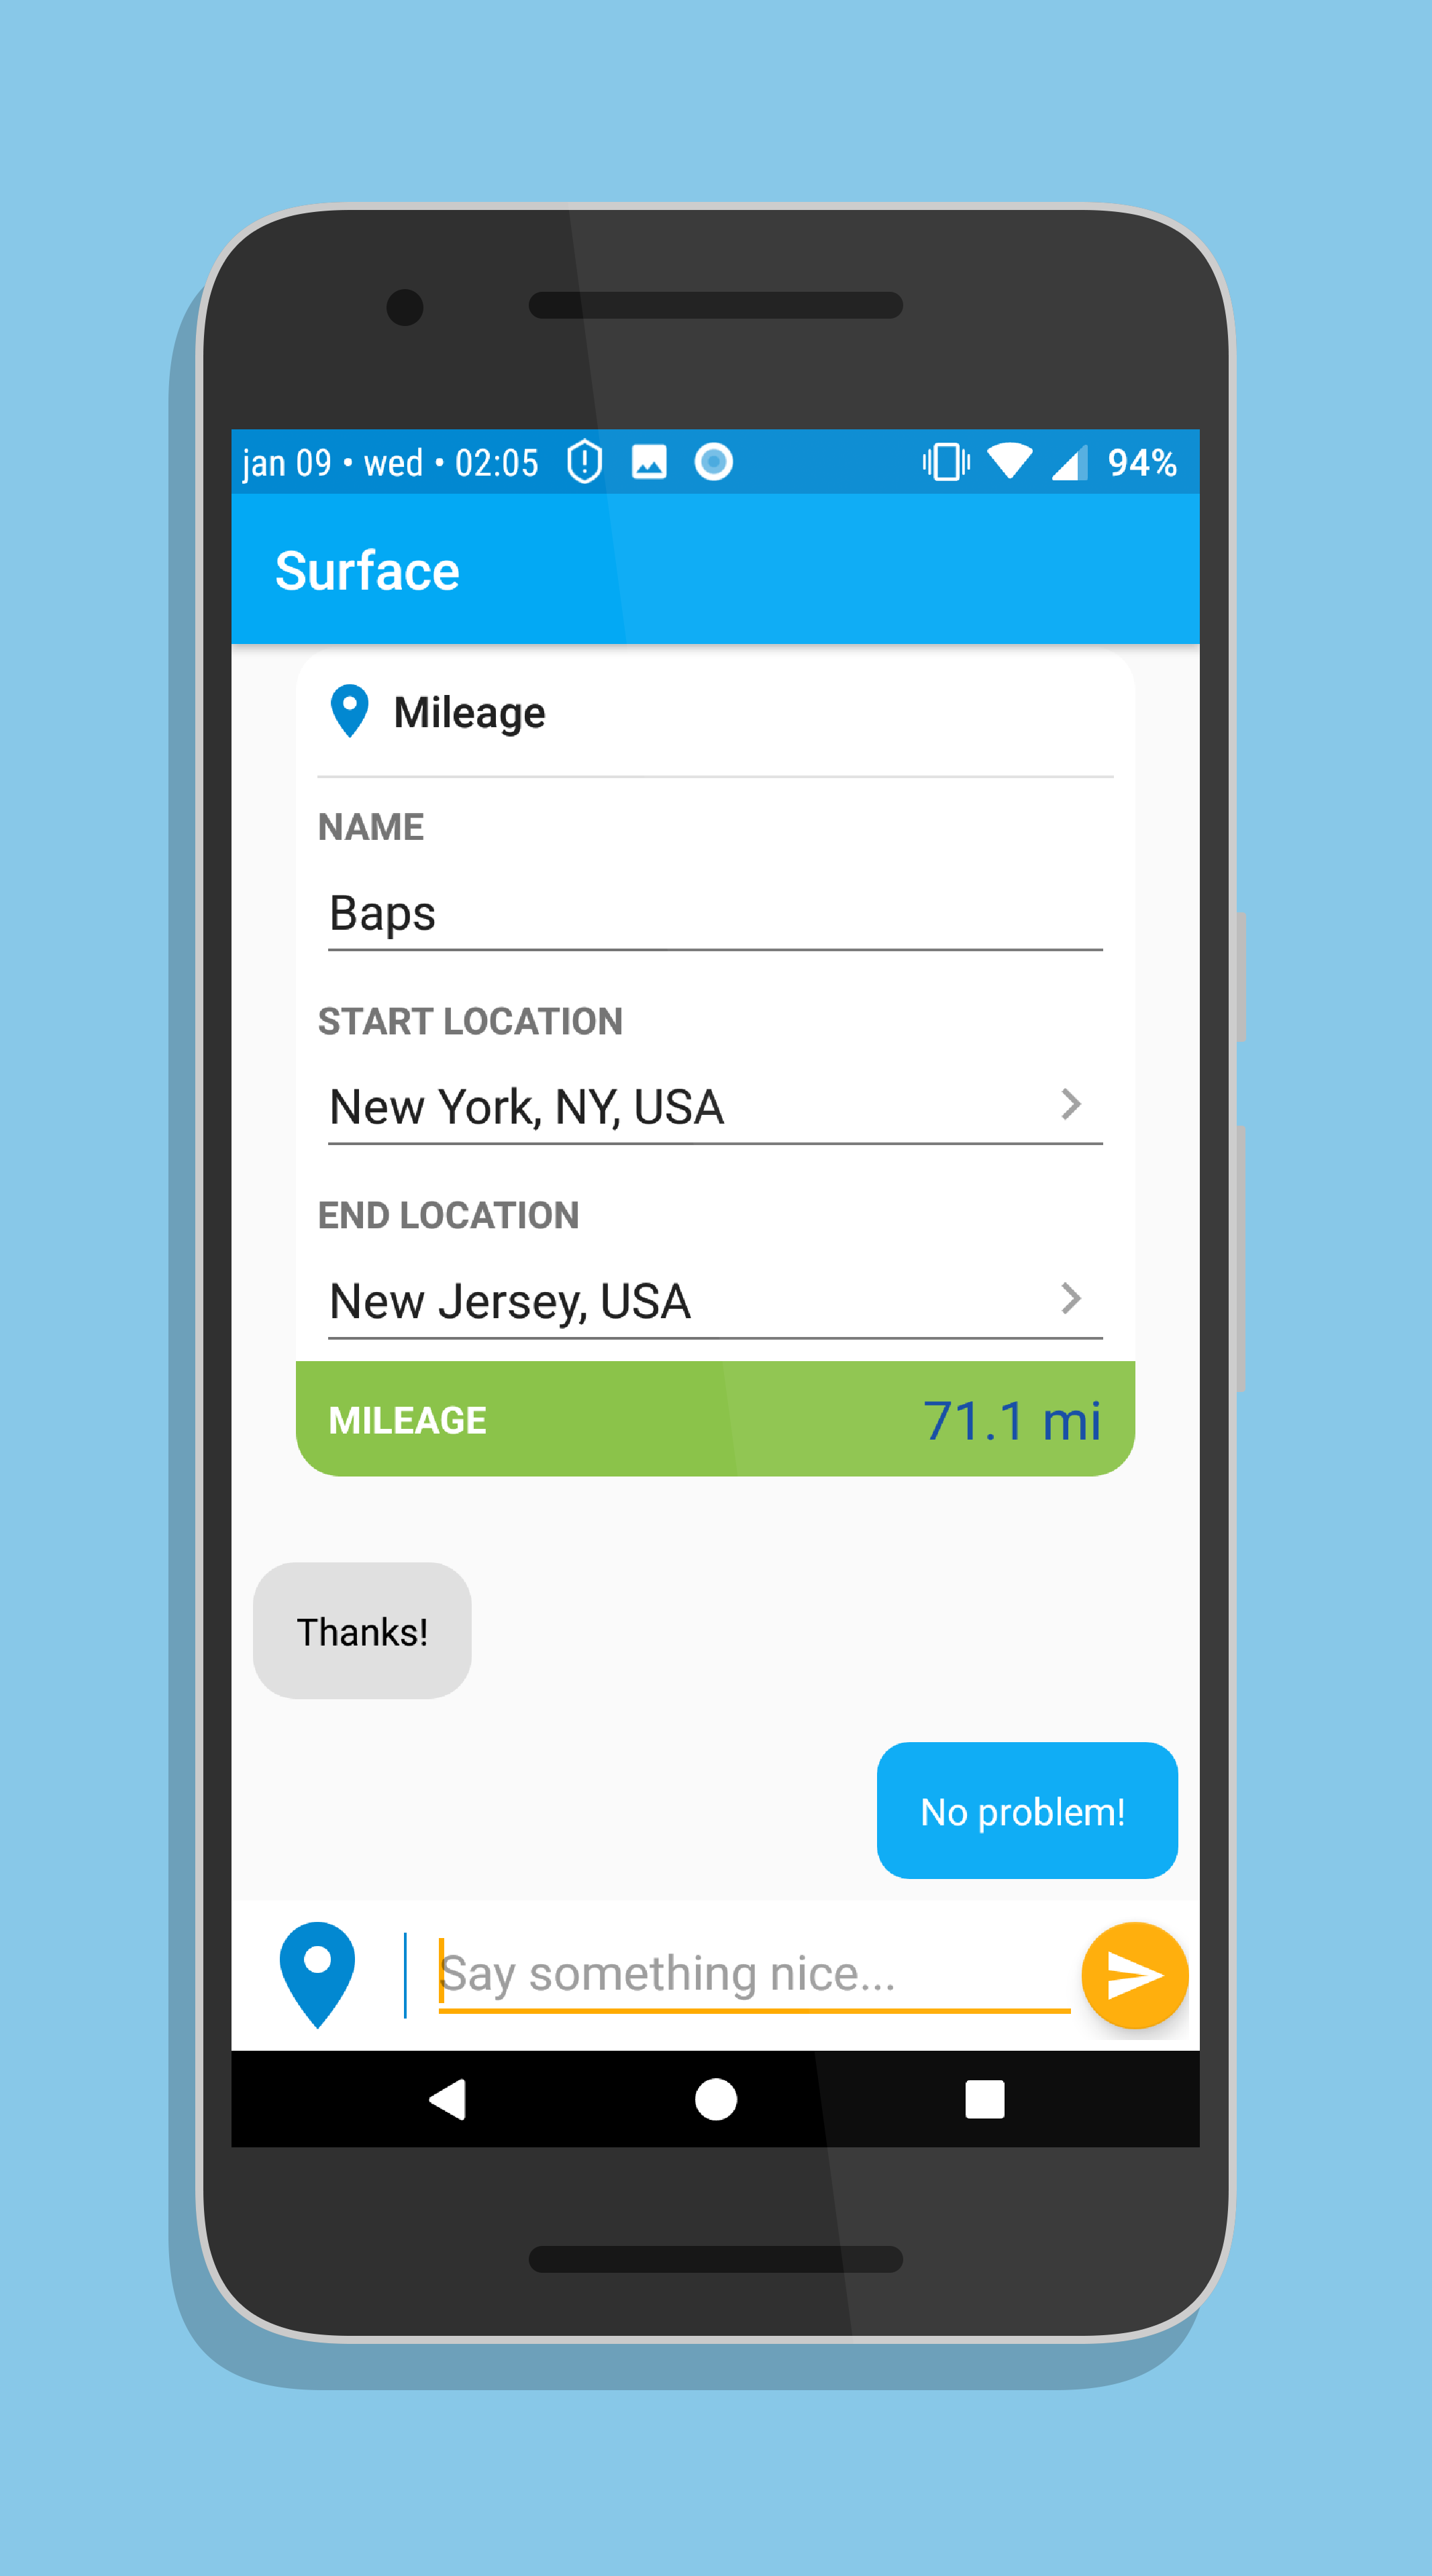 jan 09 • wed • 02:05 94%
Surface
Mileage
NAME
Baps
START LOCATION
New York, NY, USA
END LOCATION
New Jersey, USA
MILEAGE 71.1 mi
Thanks!
No problem!
Say something nice...